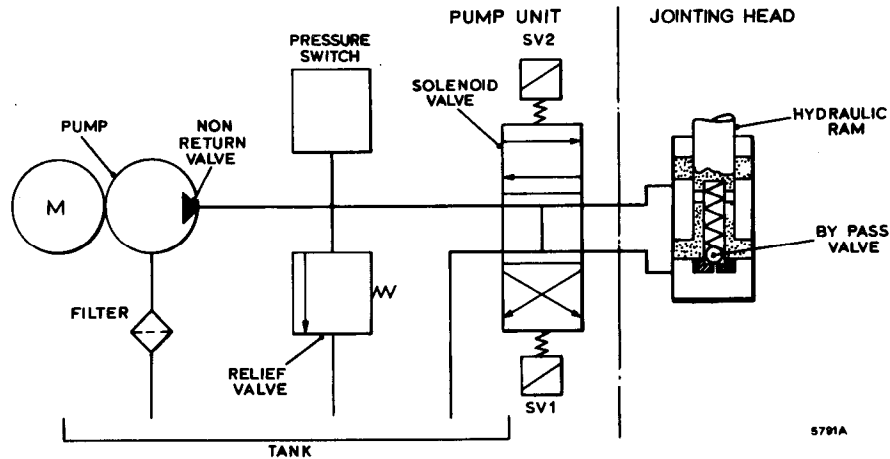 PUMP UNIT
JOINTING HEAD
SV2
PRESSURE
SWITCH
SOLENOID
VALVE
HYDRAULIC
RAM
PUMP
NON
RETURN
VALVE
M
BY PASS
VALVE
FILTER
RELIEF
VALVE
SV1
TANK
5791A